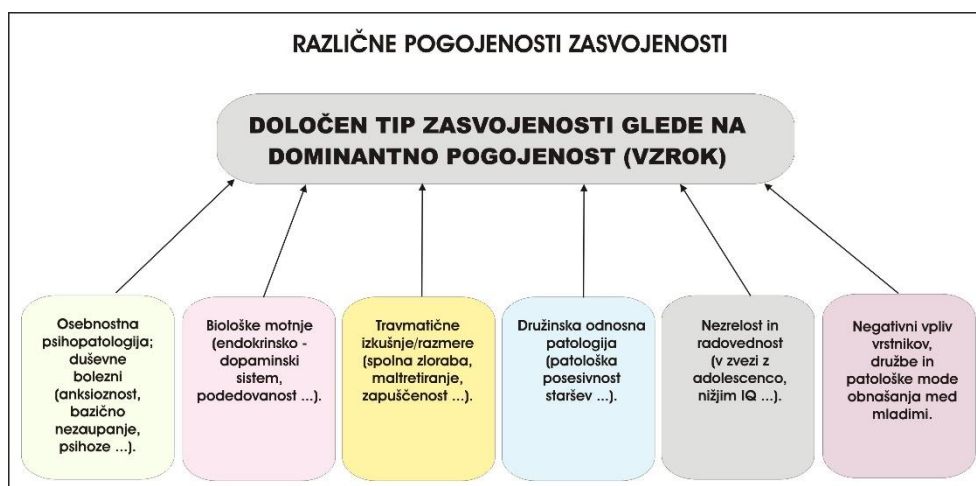 RAZLIČNE POGOJENOSTI ZASVOJENOSTI
DOLOČEN TIP ZASVOJENOSTI GLEDE NA
DOMINANTNO POGOJENOST (VZROK)
Osebnostna
psihopatologija;
duševne
bolezni
(anksioznost,
bazično
nezaupanje,
psihoze ...).
Biološke motnje
(endokrinsko -
dopaminski
sistem,
podedovanost ...).
Travmatične
izkušnje/razmere
(spolna zloraba,
maltretiranje,
zapuščenost ...).
Družinska odnosna
patologija
(patološka
posesivnost
staršev ...).
Nezrelost in
radovednost
(v zvezi z
adolescenco,
nižjim IQ ...).
Negativni vpliv
vrstnikov,
družbe in
patološke mode
obnašanja med
mladimi.